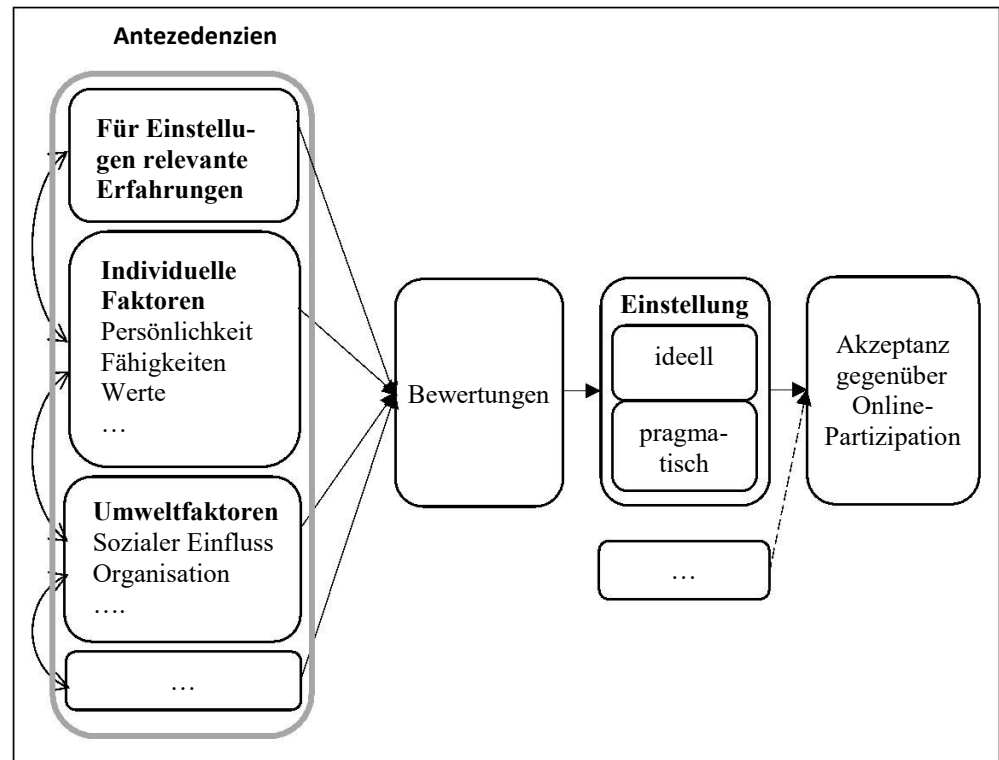 Antezedenzien
Für Einstellu-
gen relevante
Erfahrungen
Individuelle
Faktoren
Persönlichkeit
Fähigkeiten
Werte
…
Umweltfaktoren
Sozialer Einfluss
Organisation
….
…
Bewertungen
Einstellung
ideell
pragma-
tisch
…
Akzeptanz
gegenüber
Online-
Partizipation